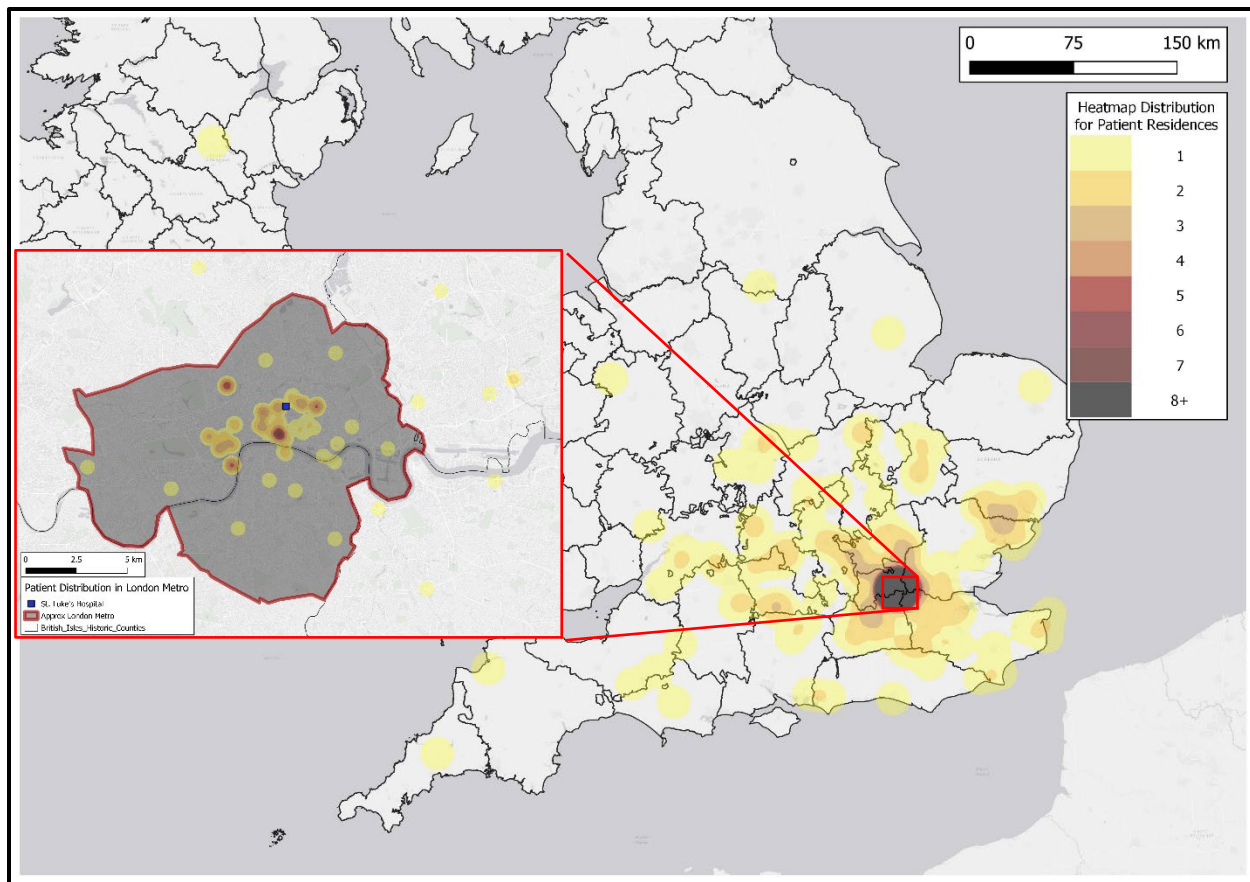 0 75 150 km
Heatmap Distribution
for Patient Residences
1
2
3
4
5
6
7
8+
0 2.5 5 km
Patient Distribution in London Metro
St. Luke's Hospital
Approx London Metro
British_Isles_Historic_Counties